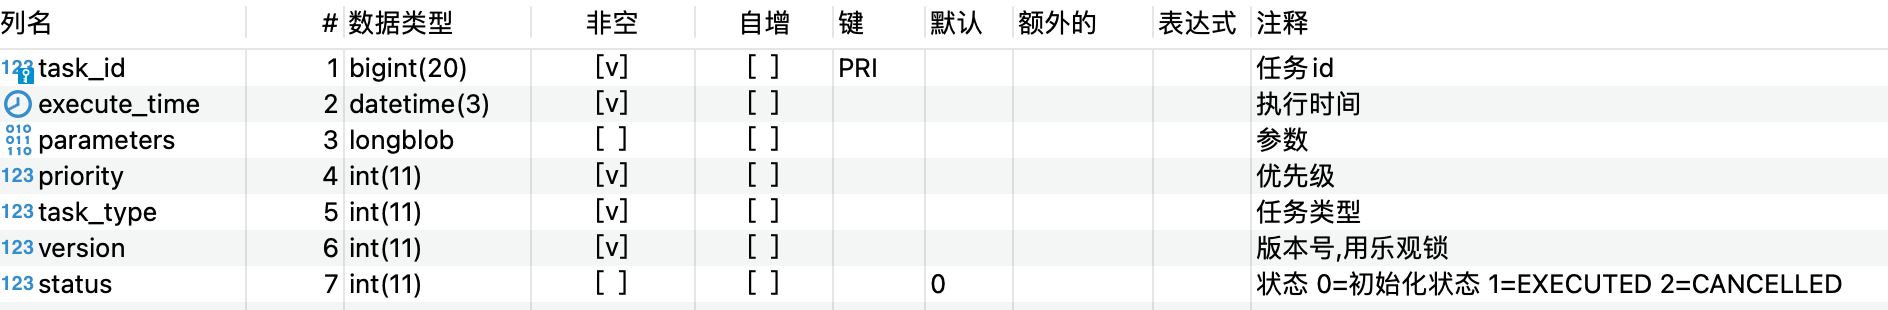 列名 # 数据类型 非空 自增 键 默认 额外的 表达式 注释
123 task_id 1 bigint(20) [v] [ ] PRI 任务id
execute_time 2 datetime(3) [v] [ ] 执行时间
010 011 110 parameters 3 longblob [ ] [ ] 参数
123 priority 4 int(11) [v] [ ] 优先级
123 task_type 5 int(11) [v] [ ] 任务类型
123 version 6 int(11) [v] [ ] 版本号,用乐观锁
123 status 7 int(11) [ ] [ ] 0 状态 0=初始化状态 1=EXECUTED 2=CANCELLED